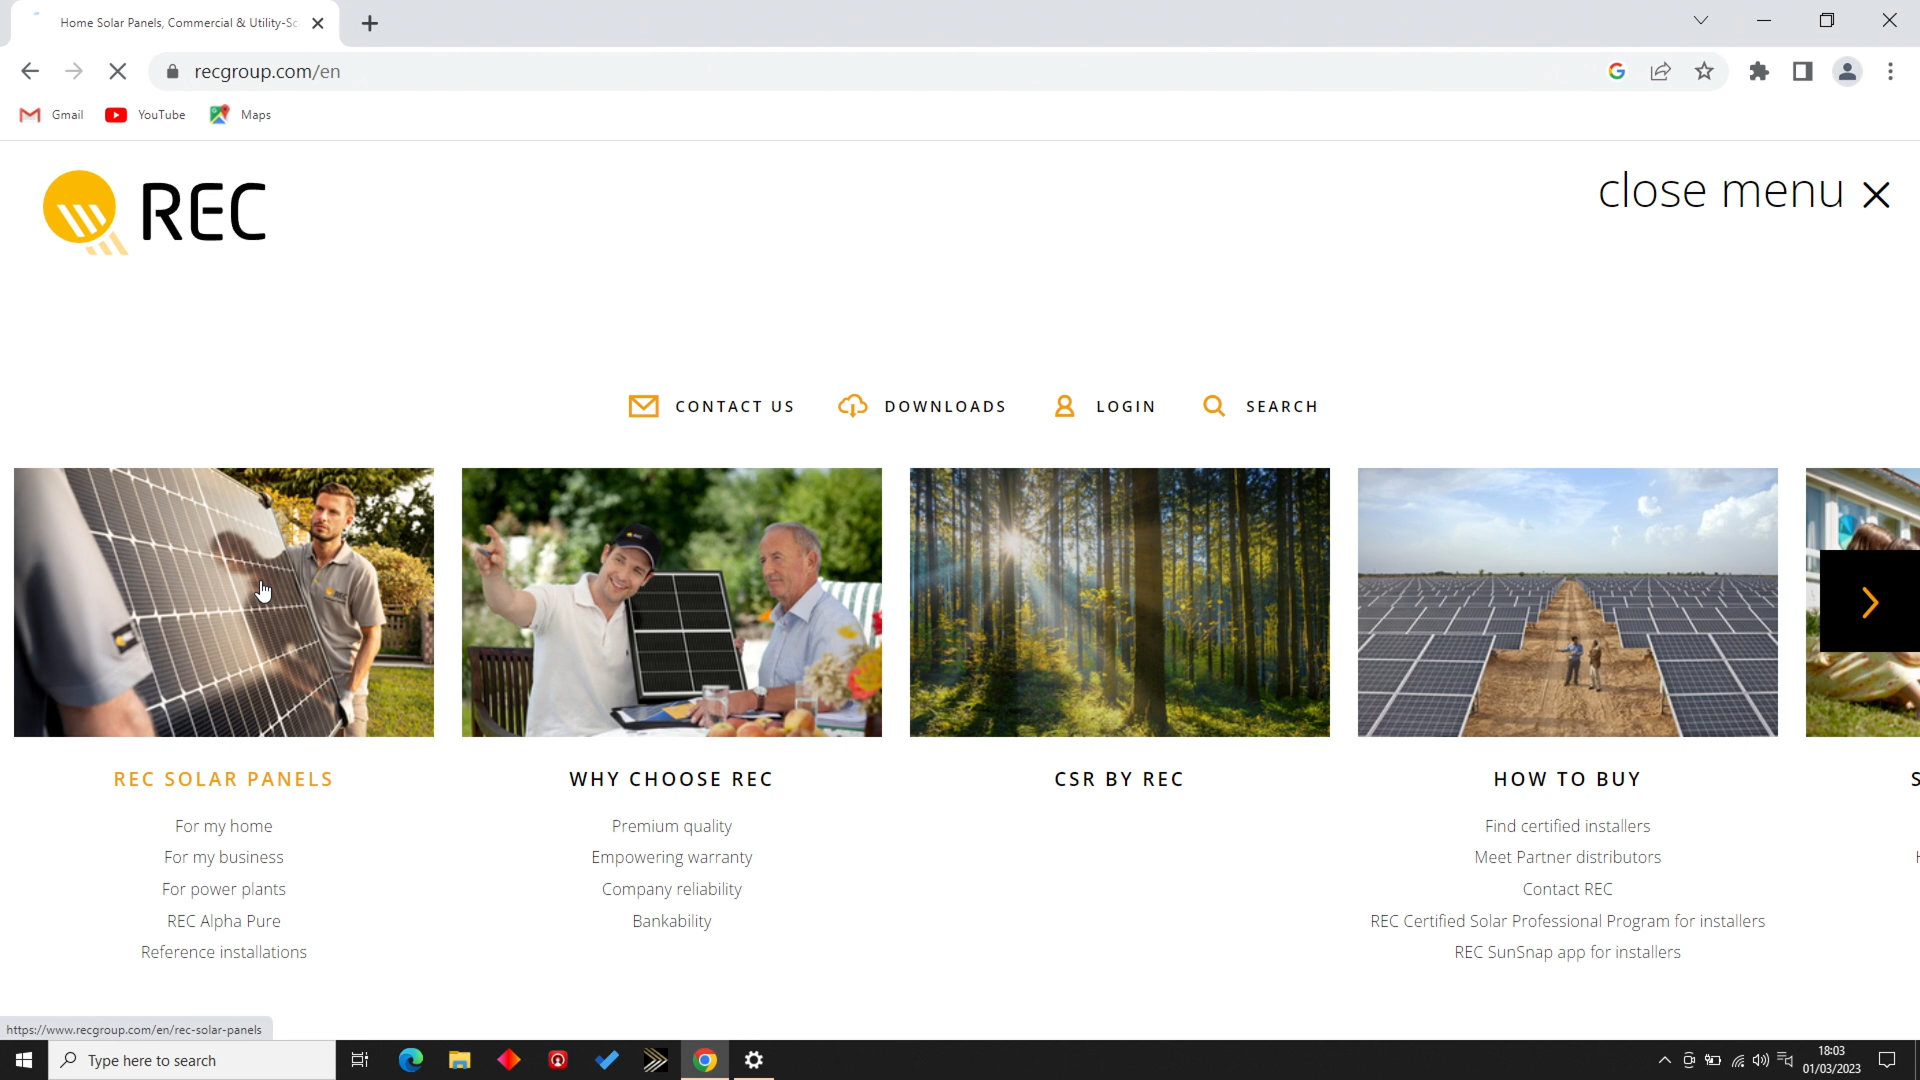 Home Solar Panels, Commercial & Utility-Sc
recgroup.com/en
Gmail YouTube Maps
REC
close menu
CONTACT US DOWNLOADS LOGIN SEARCH
REC SOLAR PANELS
For my home
For my business
For power plants
REC Alpha Pure
Reference installations
WHY CHOOSE REC
Premium quality
Empowering warranty
Company reliability
Bankability
CSR BY REC
HOW TO BUY
Find certified installers
Meet Partner distributors
Contact REC
REC Certified Solar Professional Program for installers
REC SunSnap app for installers
https://www.recgroup.com/en/rec-solar-panels
Type here to search
18:03
01/03/2023